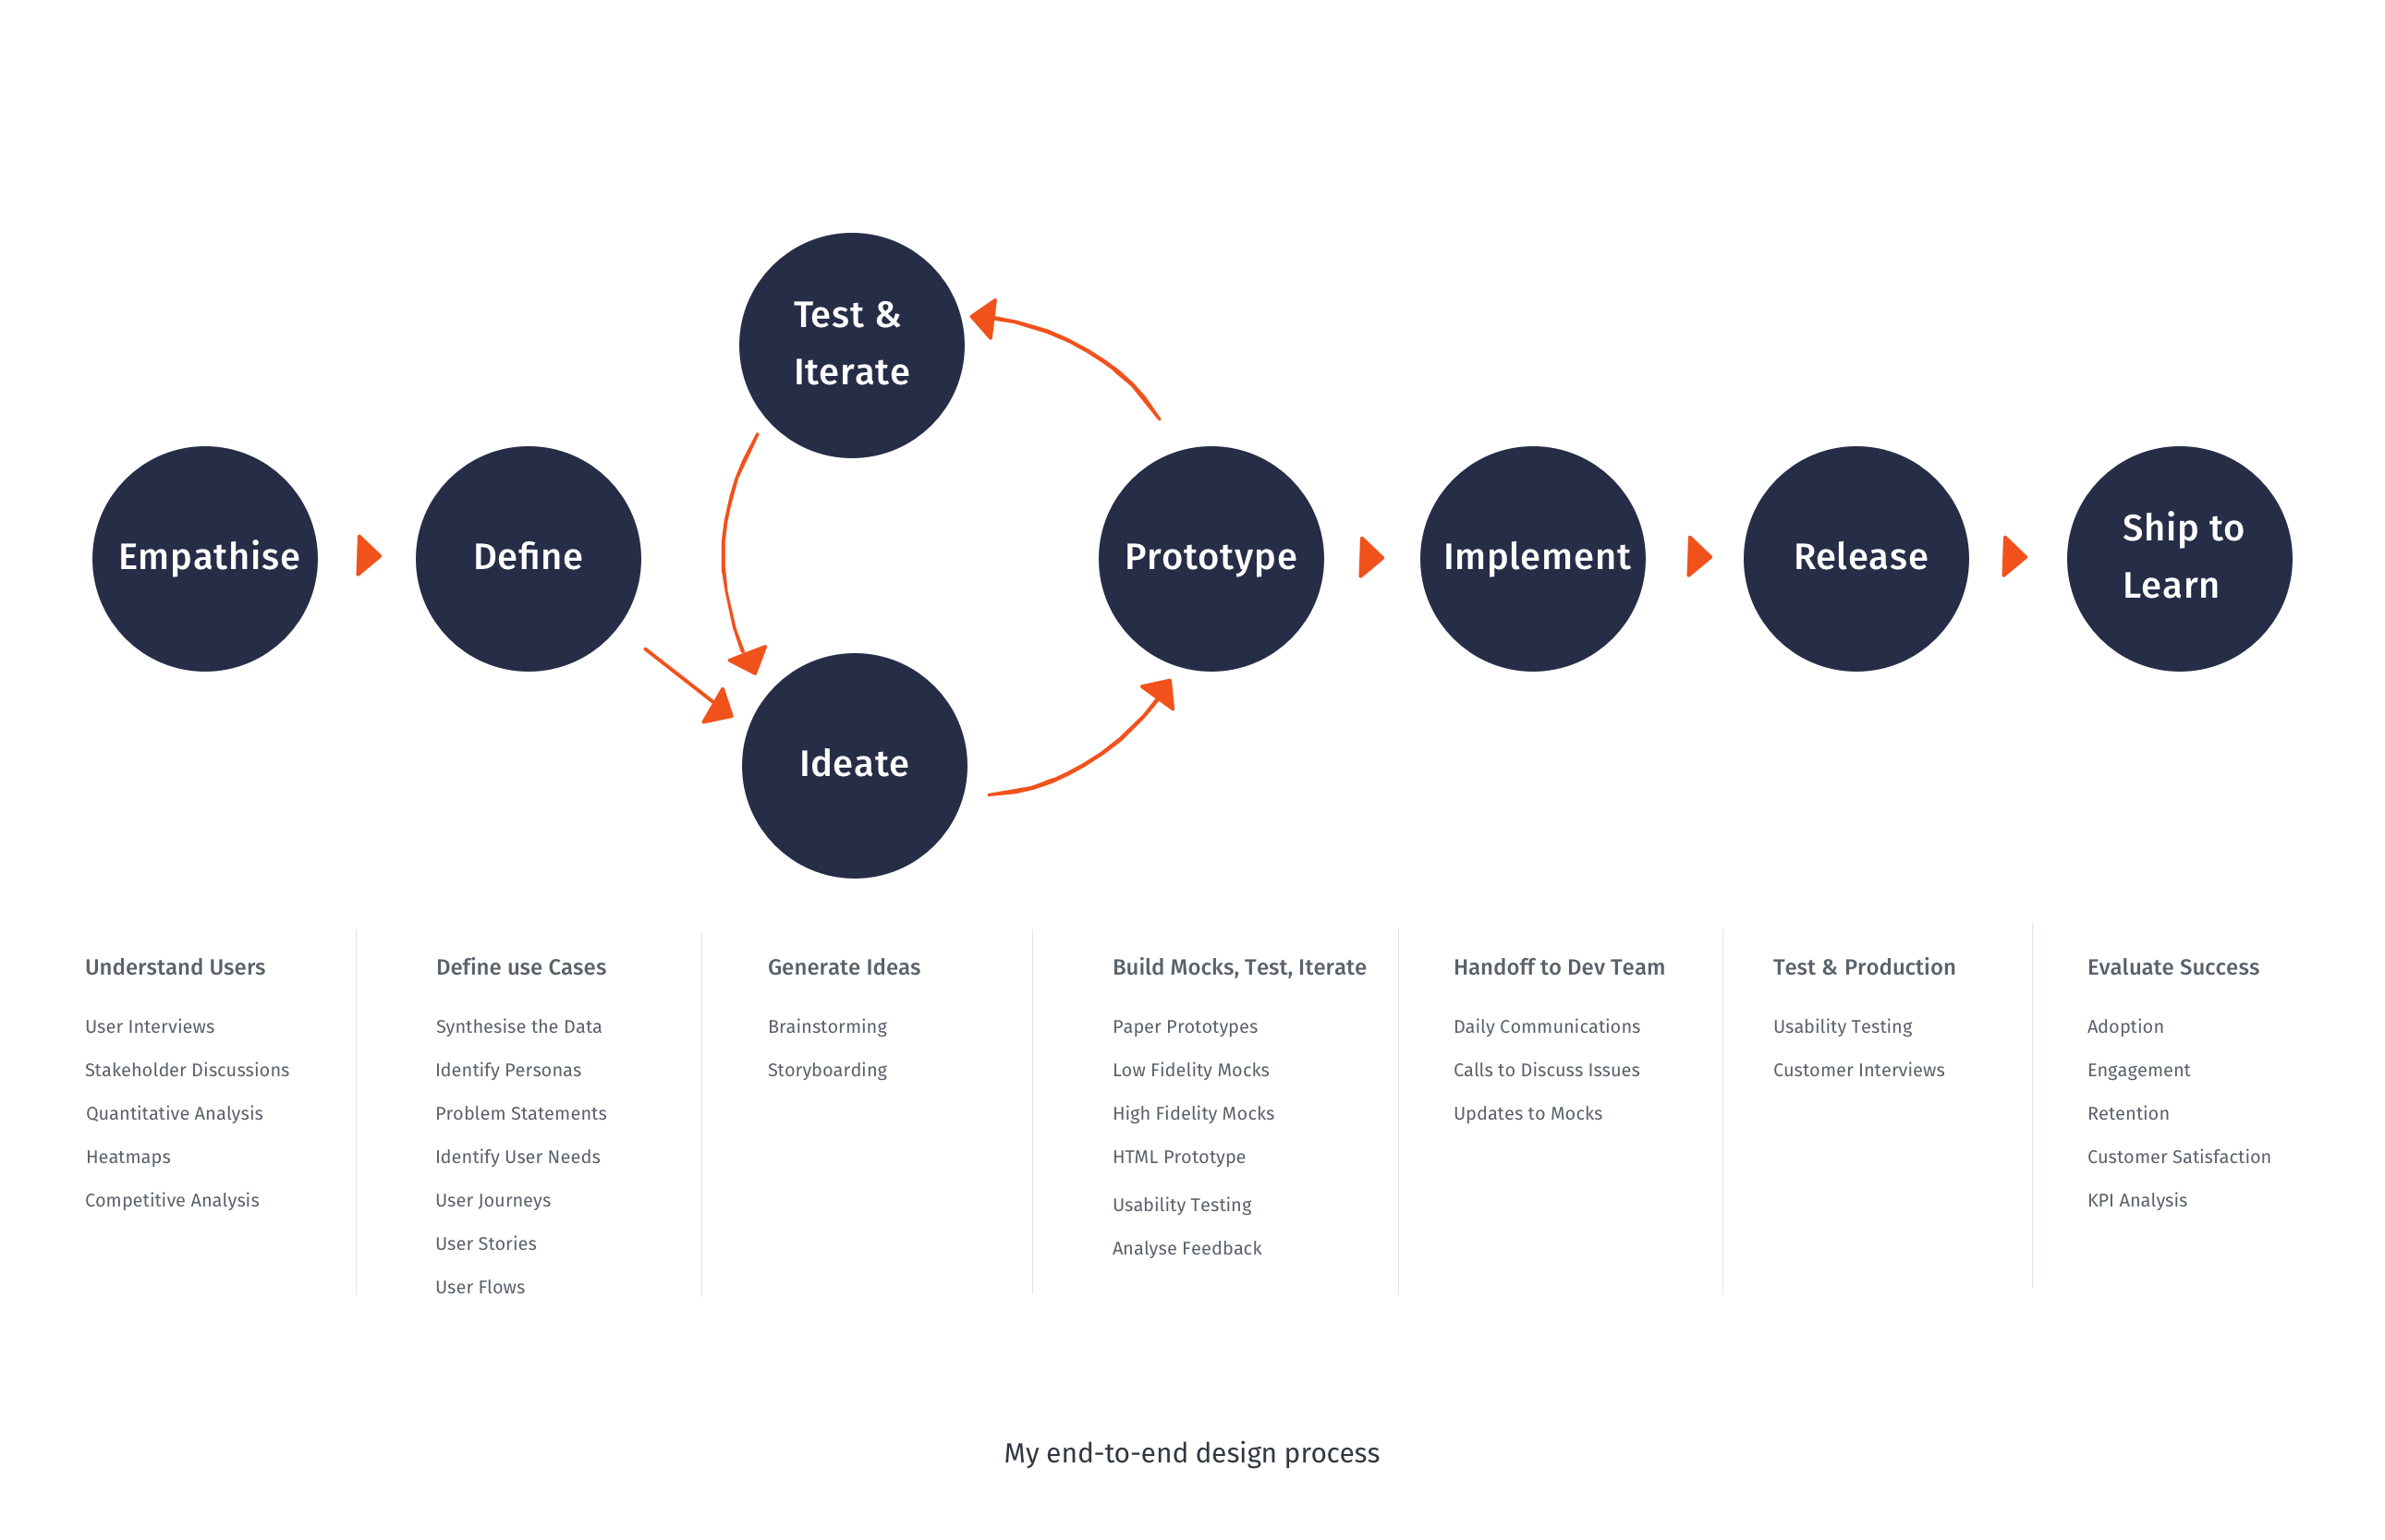 Test &
Iterate
Empathise
Define
Prototype
Implement
Release
Ship to
Learn
Ideate
Understand Users
User Interviews
Stakeholder Discussions
Quantitative Analysis
Heatmaps
Competitive Analysis
Define use Cases
Synthesise the Data
Identify Personas
Problem Statements
Identify User Needs
User Journeys
User Stories
User Flows
Generate Ideas
Brainstorming
Storyboarding
Build Mocks, Test, Iterate
Paper Prototypes
Low Fidelity Mocks
High Fidelity Mocks
HTML Prototype
Usability Testing
Analyse Feedback
Handoff to Dev Team
Daily Communications
Calls to Discuss Issues
Updates to Mocks
Test & Production
Usability Testing
Customer Interviews
Evaluate Success
Adoption
Engagement
Retention
Customer Satisfaction
KPI Analysis
My end-to-end design process